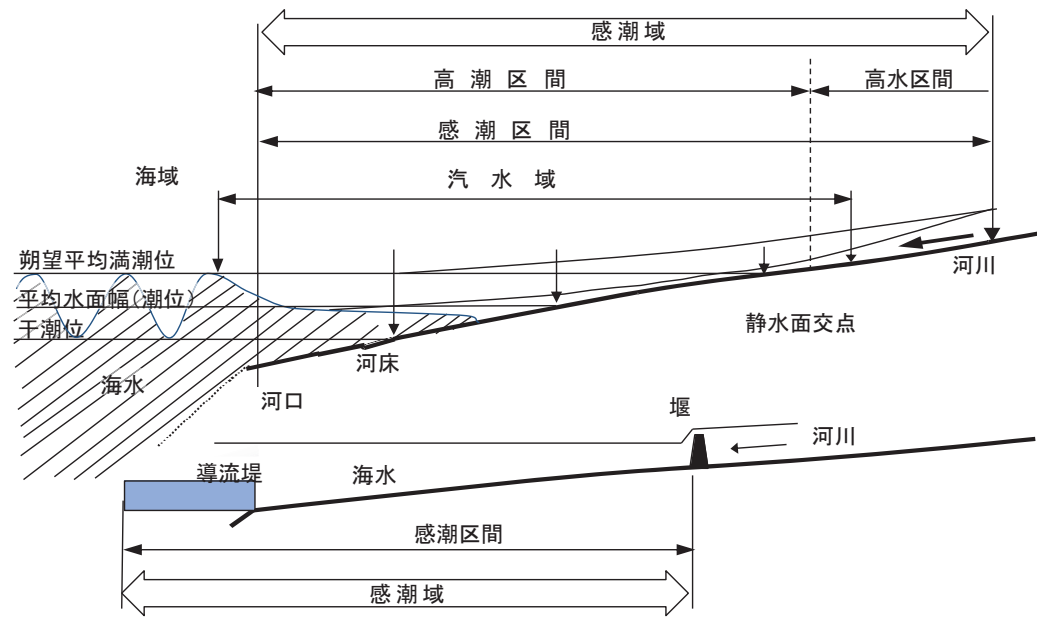 感潮域
高潮区間
高水区間
感潮区間
海域
汽水域
朔望平均満潮位
河川
平均水面幅(潮位)
干潮位
静水面交点
河床
海水
河口
堰
河川
導流堤
海水
感潮区間
感潮域